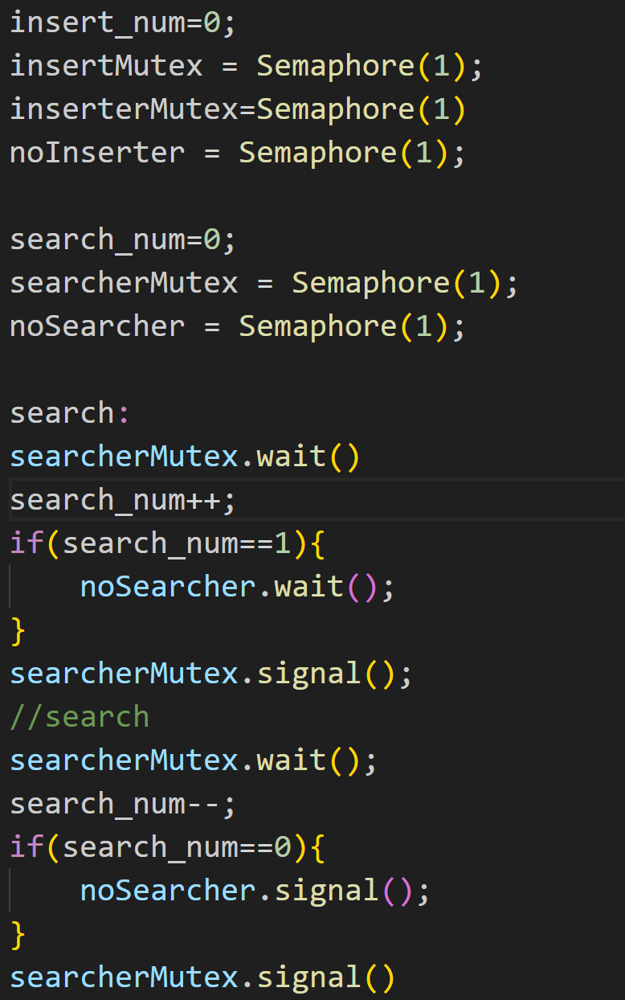 insert_num=0;
insertMutex = Semaphore(1);
inserterMutex=Semaphore(1)
noInserter = Semaphore(1);

search_num=0;
searcherMutex = Semaphore(1);
noSearcher = Semaphore(1);

search:
searcherMutex.wait()
search_num++;
if(search_num==1){
    noSearcher.wait();
}
searcherMutex.signal();
//search
searcherMutex.wait();
search_num--;
if(search_num==0){
    noSearcher.signal();
}
searcherMutex.signal()